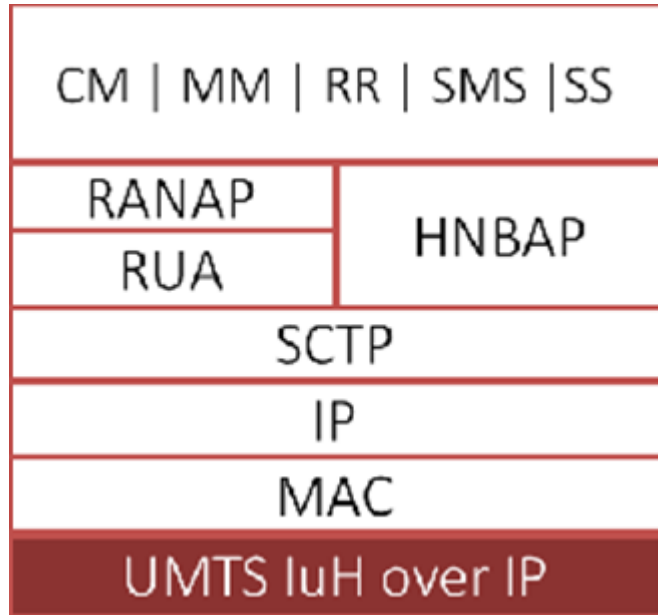 CM | MM | RR | SMS |SS
RANAP
HNBAP
RUA
SCTP
IP
MAC
UMTS IuH over IP